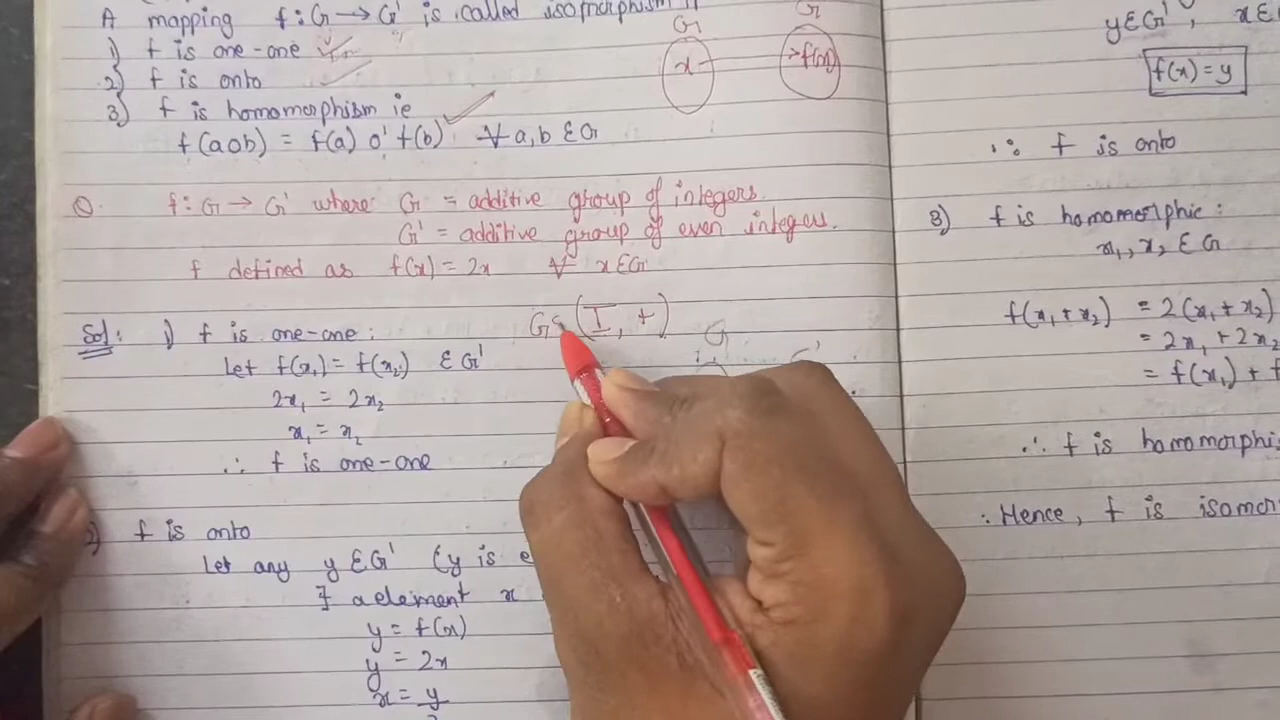 A mapping f : G → G' is called isomorphism if
1) f is one-one
2) f is onto
3) f is homomorphism ie
f(aob) = f(a) o' f(b) ∀ a, b ∈ G
G
x
G
f(x)
Q. f : G → G' where G = additive group of integers.
G' = additive group of even integers.
f defined as f(x) = 2x ∀ x ∈ G
Sol: 1) f is one-one :
G = (I, +)
Let f(x₁) = f(x₂) ∈ G'
2x₁ = 2x₂
x₁ = x₂
∴ f is one-one
G
G'
2) f is onto
Let any y ∈ G' (y is e
∃ a element x
y = f(x)
y = 2x
x = y
y ∈ G', x ∈
f(x) = y
∴ f is onto
3) f is homomorphic :
x₁, x₂ ∈ G
f(x₁ + x₂) = 2(x₁ + x₂)
= 2x₁ + 2x₂
= f(x₁) + f
∴ f is homomorphis
∴ Hence, f is isomor